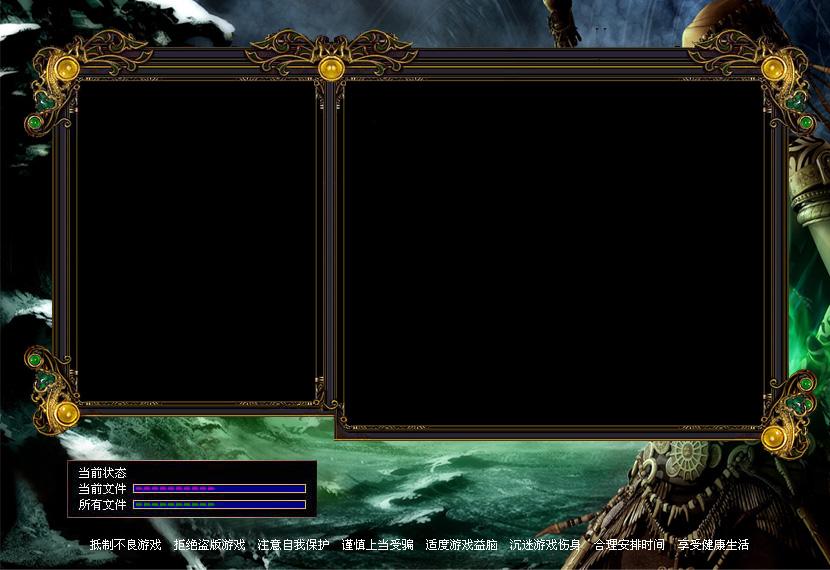 当前状态
当前文件
所有文件
抵制不良游戏 拒绝盗版游戏 注意自我保护 谨慎上当受骗 适度游戏益脑 沉迷游戏伤身 合理安排时间 享受健康生活